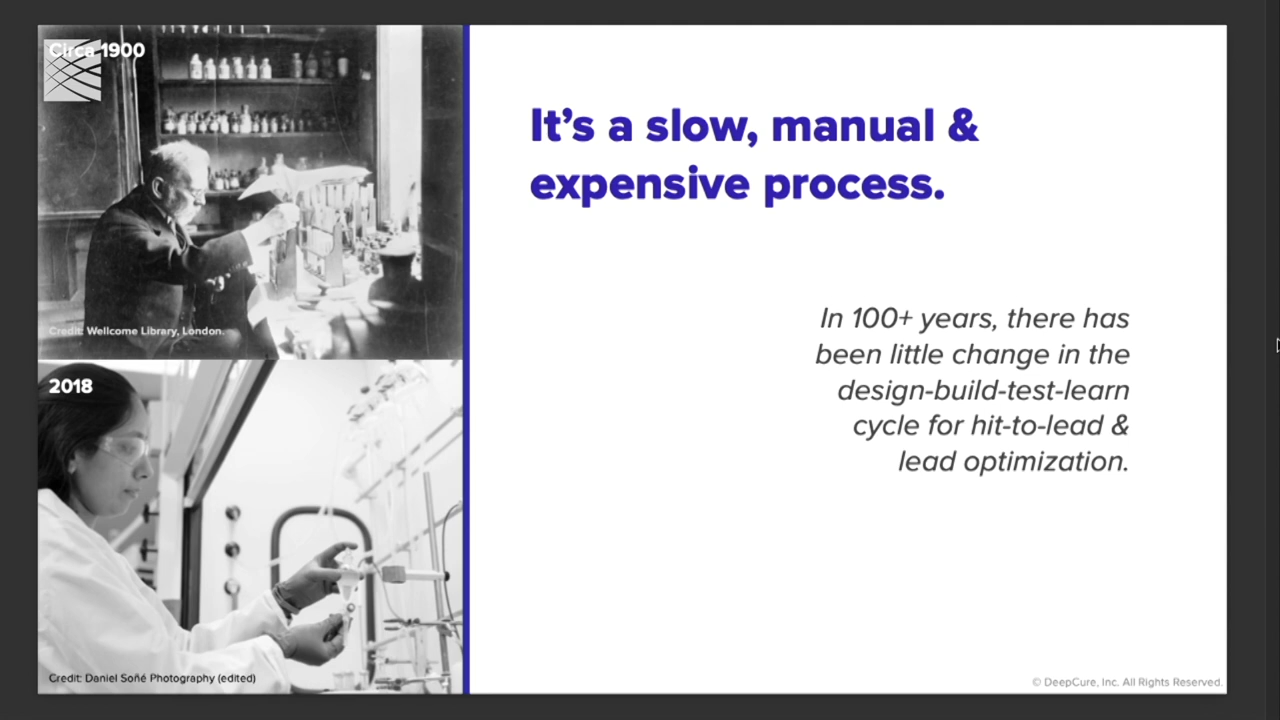 Circa 1900
Credit: Wellcome Library, London.
2018
Credit: Daniel Soñé Photography (edited)
It’s a slow, manual &
expensive process.
In 100+ years, there has
been little change in the
design-build-test-learn
cycle for hit-to-lead &
lead optimization.
© DeepCure, Inc. All Rights Reserved.